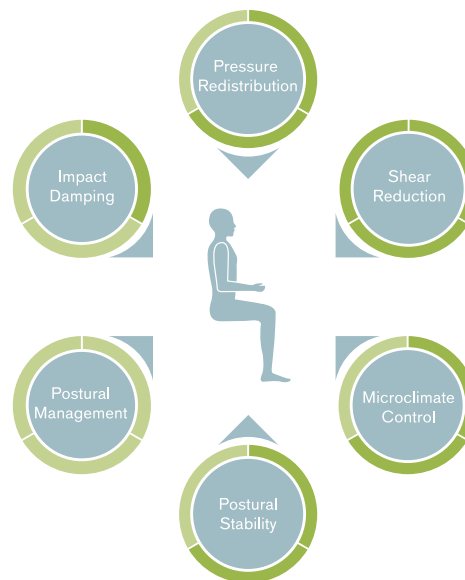 Pressure
Redistribution
Impact
Damping
Shear
Reduction
Postural
Management
Microclimate
Control
Postural
Stability